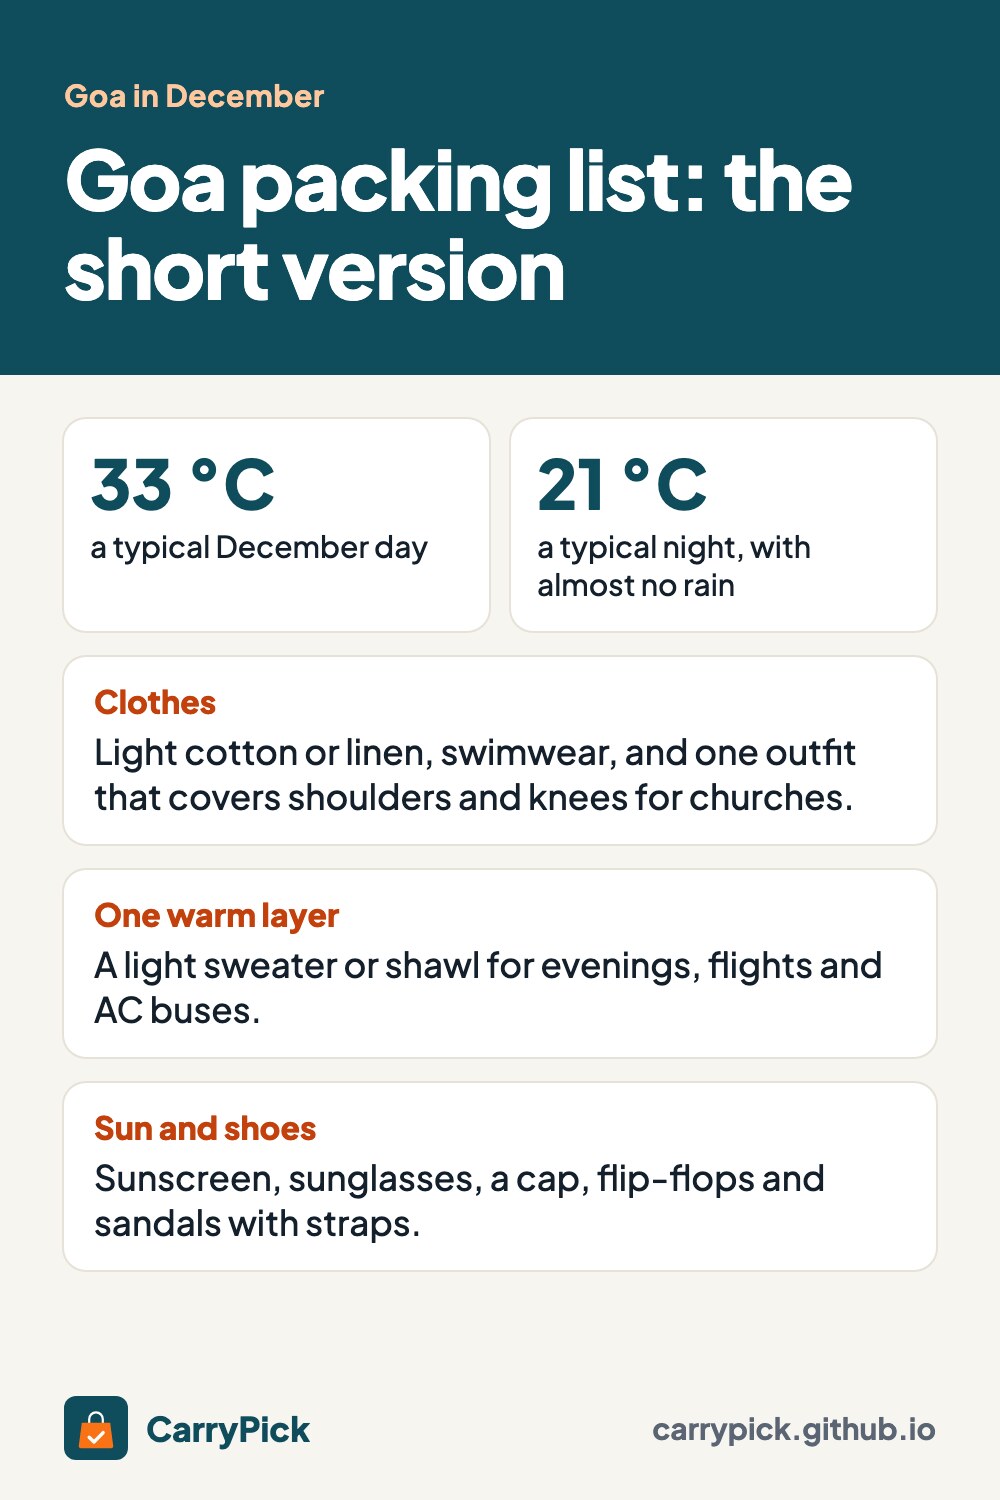 Goa in December
Goa packing list: the
short version
33 °C
a typical December day
21 °C
a typical night, with
almost no rain
Clothes
Light cotton or linen, swimwear, and one outfit
that covers shoulders and knees for churches.
One warm layer
A light sweater or shawl for evenings, flights and
AC buses.
Sun and shoes
Sunscreen, sunglasses, a cap, flip-flops and
sandals with straps.
CarryPick
carrypick.github.io